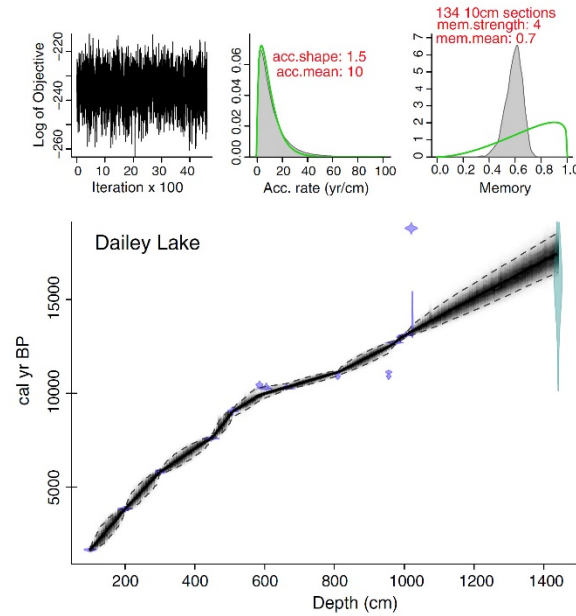 Log of Objective
-220
-240
-260
0 10 20 30 40
Iteration x 100
acc.shape: 1.5
acc.mean: 10
0.00 0.02 0.04 0.06
0 20 40 60 80 100
Acc. rate (yr/cm)
134 10cm sections
mem.strength: 4
mem.mean: 0.7
0 1 2 3 4 5 6 7
0.0 0.2 0.4 0.6 0.8 1.0
Memory
Dailey Lake
cal yr BP
5000 10000 15000
200 400 600 800 1000 1200 1400
Depth (cm)